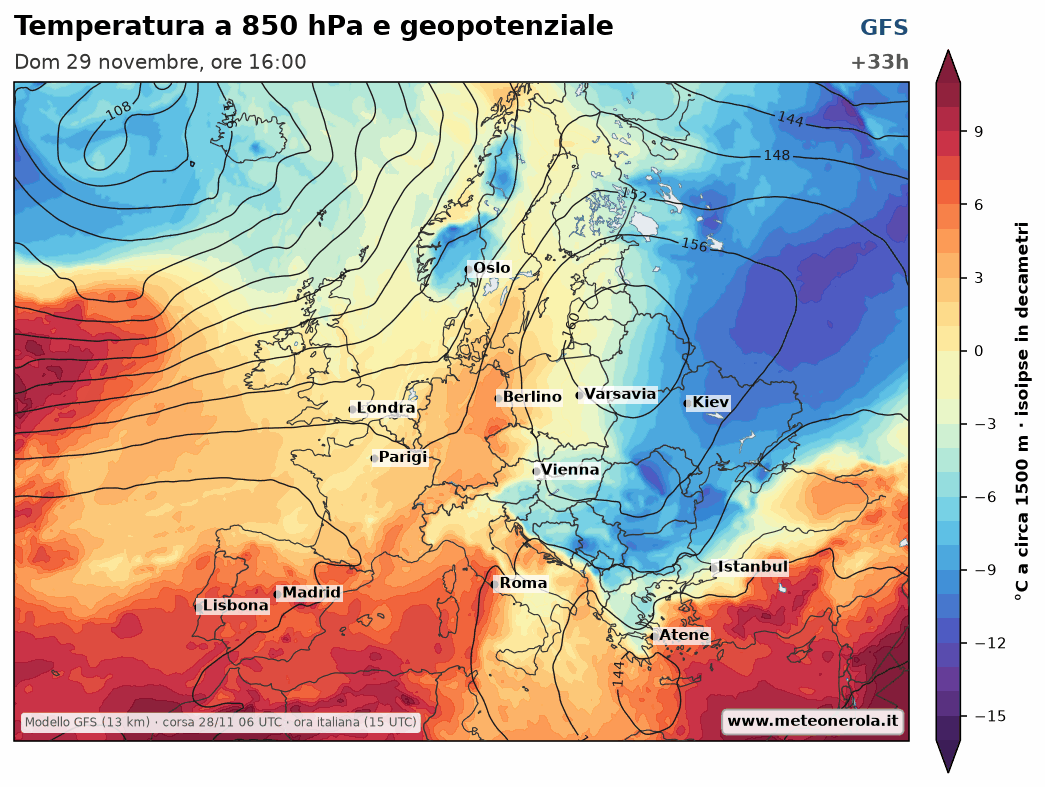 Temperatura a 850 hPa e geopotenziale
GFS
Dom 29 novembre, ore 16:00
+33h
108
116
144
148
152
156
160
Oslo
Berlino
Varsavia
Kiev
Londra
Parigi
Vienna
Istanbul
Roma
Madrid
Lisbona
Atene
144
9
6
3
0
−3
−6
−9
−12
−15
°C a circa 1500 m · isoipse in decametri
Modello GFS (13 km) · corsa 28/11 06 UTC · ora italiana (15 UTC)
www.meteonerola.it